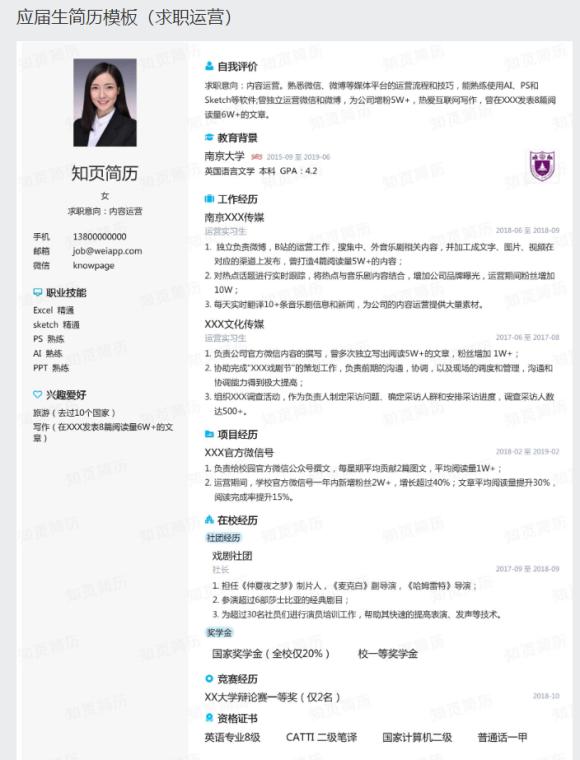 应届生简历模板（求职运营）
知页简历
女
求职意向：内容运营
手机 13800000000
邮箱 job@weiapp.com
微信 knowpage
职业技能
Excel 精通
sketch 精通
PS 熟练
AI 熟练
PPT 熟练
兴趣爱好
旅游（去过10个国家）
写作（在XXX发表8篇阅读量6W+的文
章）
自我评价
求职意向：内容运营。熟悉微信、微博等媒体平台的运营流程和技巧，能熟练使用AI、PS和
Sketch等软件;曾独立运营微信和微博，为公司增粉5W+，热爱互联网写作，曾在XXX发表8篇阅
读量6W+的文章。
教育背景
南京大学 985 2015-09 至 2019-06
英国语言文学 本科 GPA：4.2
工作经历
南京XXX传媒
运营实习生 2018-06 至 2018-09
1. 独立负责微博，B站的运营工作，搜集中、外音乐剧相关内容，并加工成文字、图片、视频在
对应的渠道上发布，曾打造4篇阅读量5W+的内容；
2. 对热点话题进行实时跟踪，将热点与音乐剧内容结合，增加公司品牌曝光，运营期间粉丝增加
10W；
3. 每天实时翻译10+条音乐剧信息和新闻，为公司的内容运营提供大量素材。
XXX文化传媒
运营实习生 2017-06 至 2017-08
1. 负责公司官方微信内容的撰写，曾多次独立写出阅读5W+的文章，粉丝增加 1W+；
2. 协助完成“XXX戏剧节”的策划工作，负责前期的沟通，协调，以及现场的调度和管理，沟通和
协调能力得到极大提高；
3. 组织XXX调查活动，作为负责人制定采访问题、确定采访人群和安排采访进度，调查采访人数
达500+。
项目经历
XXX官方微信号 2018-02 至 2019-02
1. 负责给校园官方微信公众号撰文，每星期平均贡献2篇图文，平均阅读量1W+；
2. 运营期间，学校官方微信号一年内新增粉丝2W+，增长超过40%；文章平均阅读量提升30%，
阅读完成率提升15%。
在校经历
社团经历
戏剧社团
社长 2017-09 至 2018-09
1. 担任《仲夏夜之梦》制片人，《麦克白》副导演，《哈姆雷特》导演；
2. 参演超过6部莎士比亚的经典剧目；
3. 为超过30名社员们进行演员培训工作，帮助其快速的提高表演、发声等技术。
奖学金
国家奖学金（全校仅20%） 校一等奖学金
竞赛经历
XX大学辩论赛一等奖（仅2名） 2018-10
资格证书
英语专业8级 CATTI 二级笔译 国家计算机二级 普通话一甲